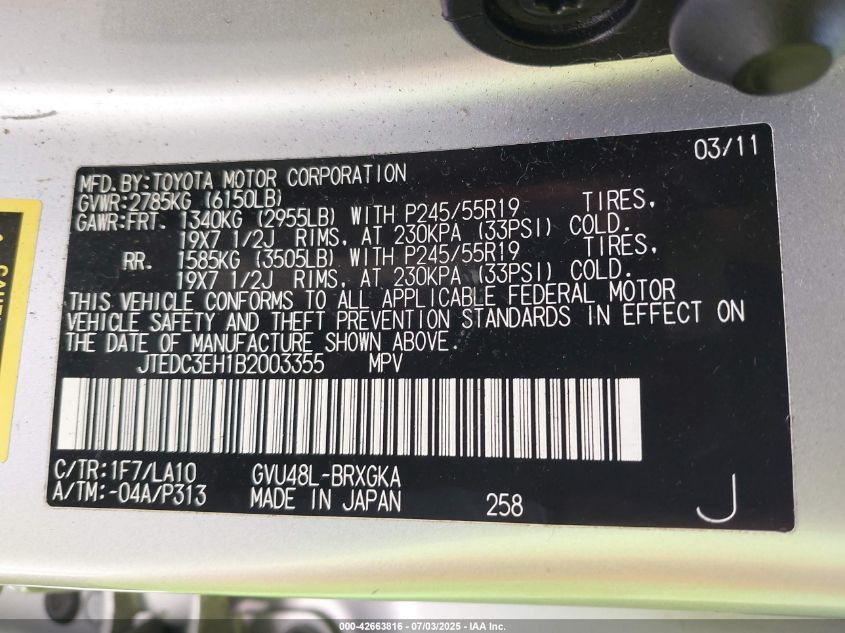 03/11
MFD.BY:TOYOTA MOTOR CORPORATION
GVWR:2785KG (6150LB)
GAWR:FRT. 1340KG (2955LB) WITH P245/55R19 TIRES,
19X7 1/2J RIMS, AT 230KPA (33PSI) COLD.
RR. 1585KG (3505LB) WITH P245/55R19 TIRES,
19X7 1/2J RIMS, AT 230KPA (33PSI) COLD.
THIS VEHICLE CONFORMS TO ALL APPLICABLE FEDERAL MOTOR
VEHICLE SAFETY AND THEFT PREVENTION STANDARDS IN EFFECT ON
THE DATE OF MANUFACTURE SHOWN ABOVE.
JTEDC3EH1B2003355 MPV
C/TR:1F7/LA10 GVU48L-BRXGKA
A/TM:-04A/P313 MADE IN JAPAN 258 J
000-42663816 - 07/03/2025 - IAA Inc.